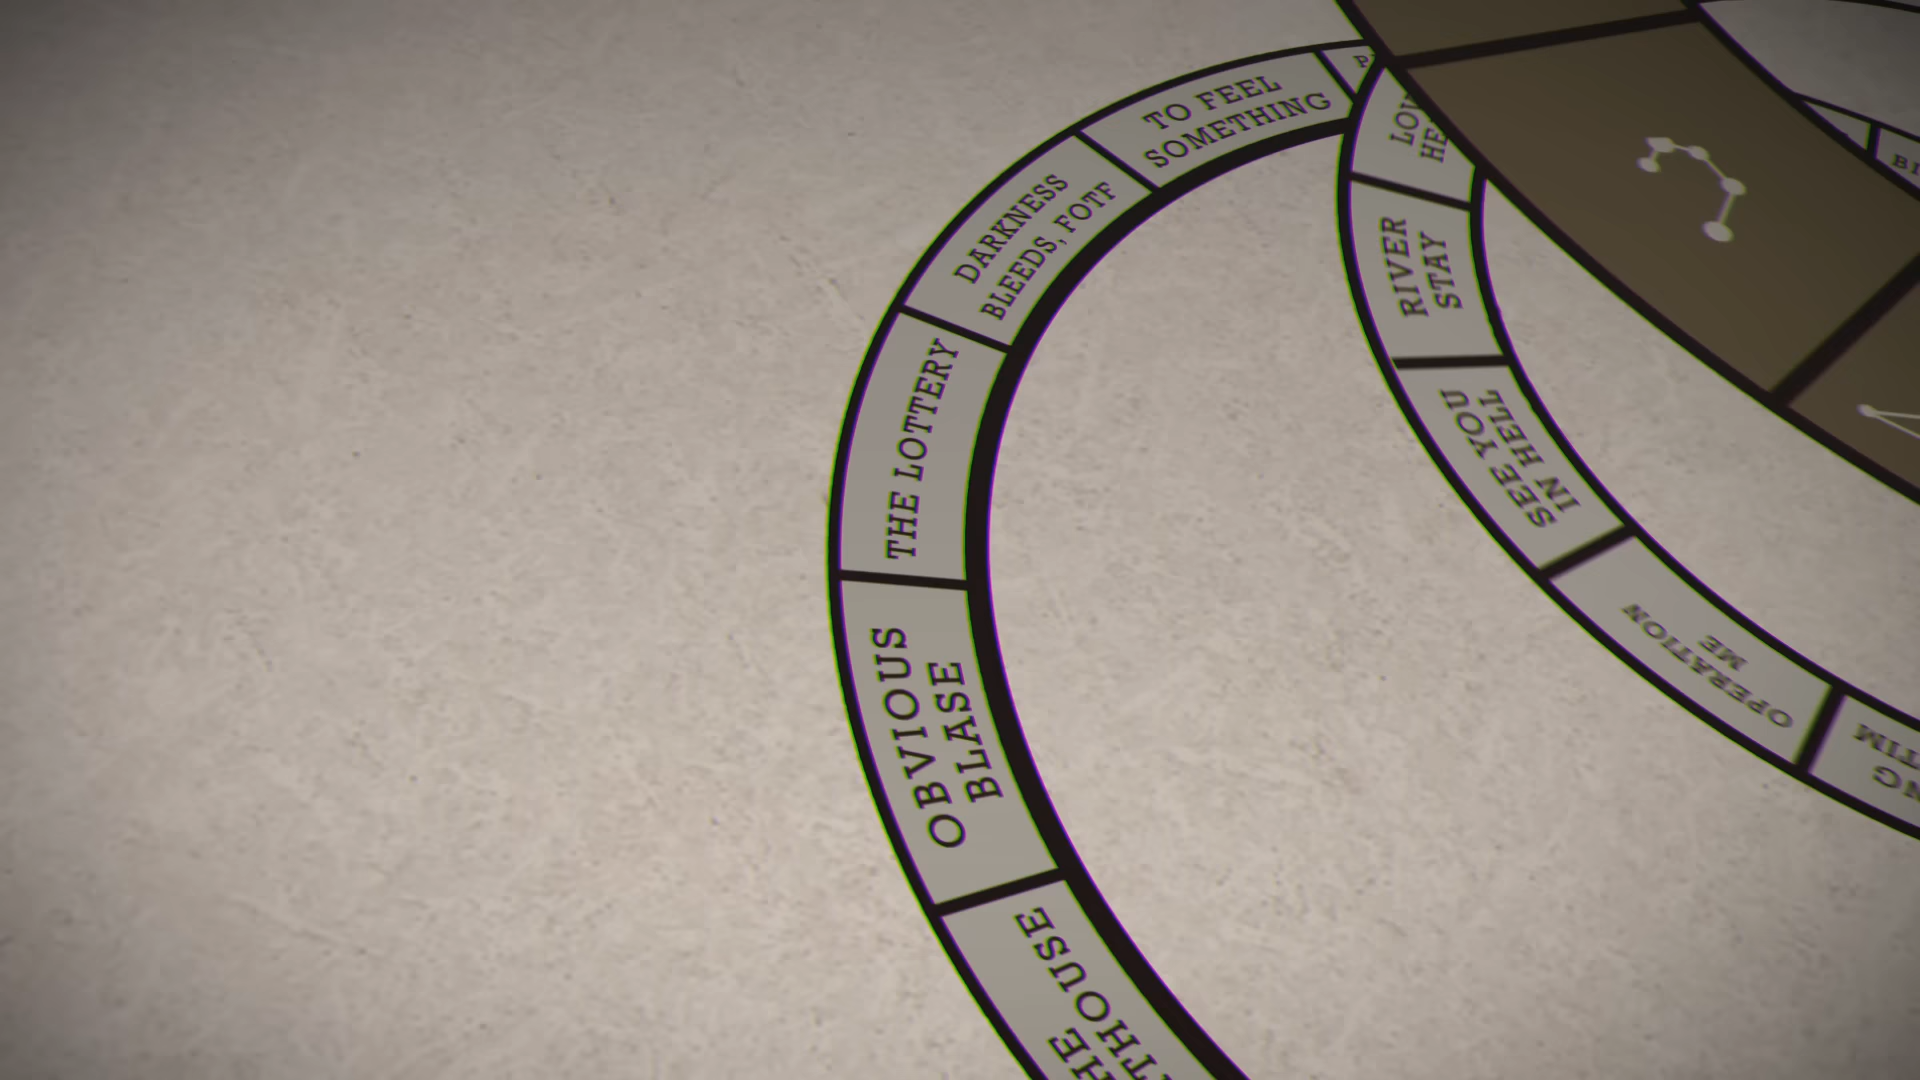 TO FEEL
SOMETHING
DARKNESS
BLEEDS, FOTF
THE LOTTERY
OBVIOUS
BLASE
RIVER
STAY
SEE YOU
IN HELL
OPERATION
ME